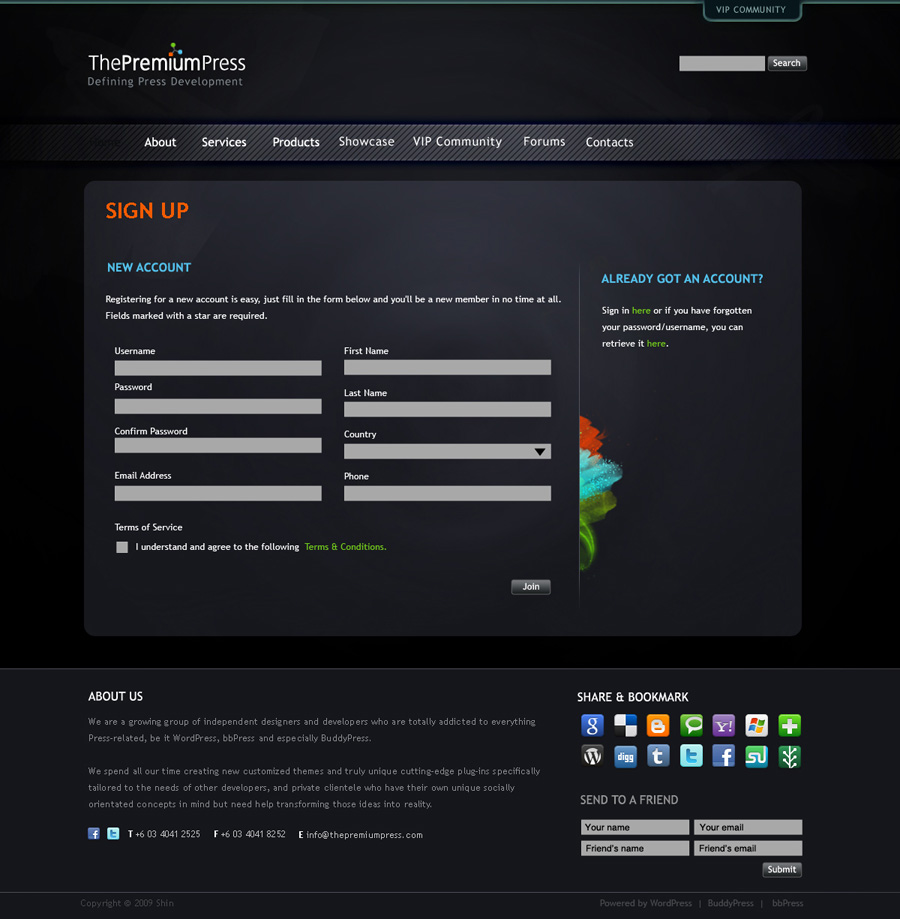 VIP COMMUNITY
ThePremiumPress
Defining Press Development
Search
Home About Services Products Showcase VIP Community Forums Contacts
SIGN UP
NEW ACCOUNT
Registering for a new account is easy, just fill in the form below and you'll be a new member in no time at all.
Fields marked with a star are required.
Username
Password
Confirm Password
Email Address
First Name
Last Name
Country
Phone
Terms of Service
I understand and agree to the following Terms & Conditions.
Join
ALREADY GOT AN ACCOUNT?
Sign in here or if you have forgotten
your password/username, you can
retrieve it here.
ABOUT US
We are a growing group of independent designers and developers who are totally addicted to everything
Press-related, be it WordPress, bbPress and especially BuddyPress.
We spend all our time creating new customized themes and truly unique cutting-edge plug-ins specifically
tailored to the needs of other developers, and private clientele who have their own unique socially
orientated concepts in mind but need help transforming those ideas into reality.
f t T +6 03 4041 2525 F +6 03 4041 8252 E info@thepremiumpress.com
SHARE & BOOKMARK
g Y!
W digg t t f su
SEND TO A FRIEND
Your name Your email
Friend's name Friend's email
Submit
Copyright © 2009 Shin
Powered by WordPress | BuddyPress | bbPress